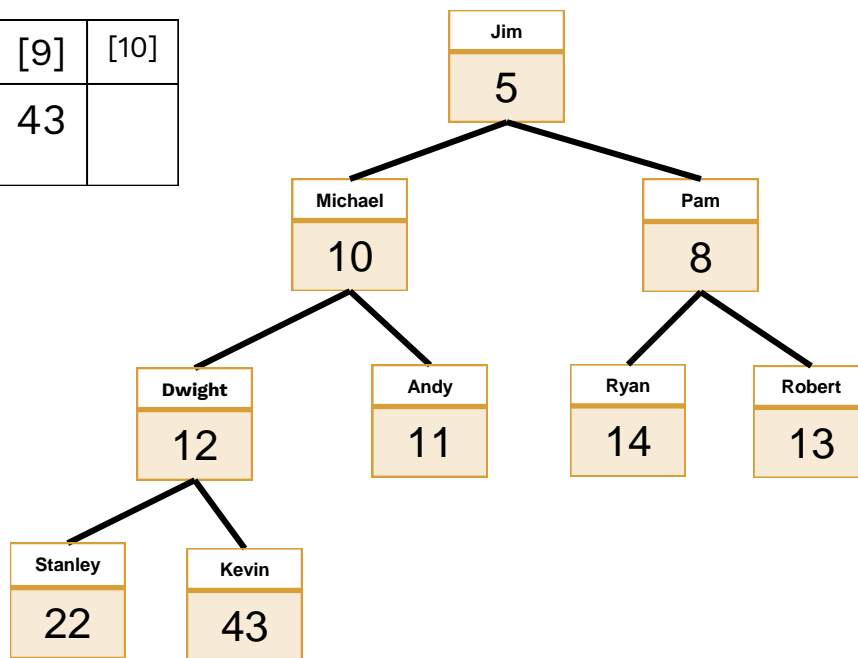 [9] [10]
43
Jim
5
Michael
10
Pam
8
Dwight
12
Andy
11
Ryan
14
Robert
13
Stanley
22
Kevin
43